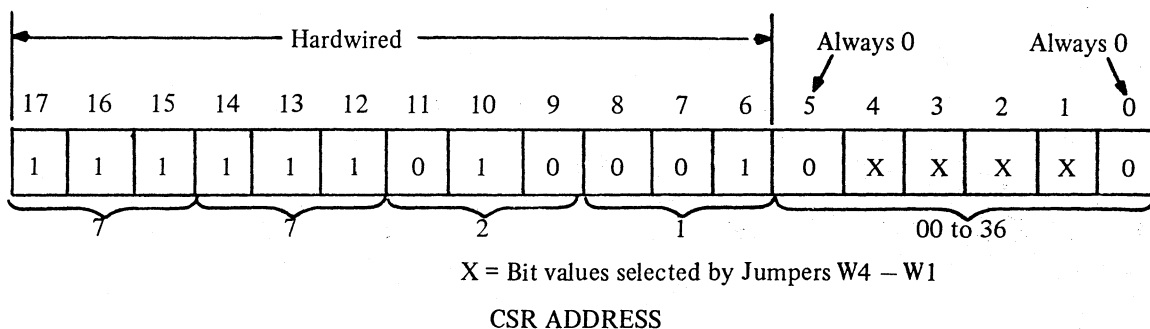 Hardwired
Always 0 Always 0
17 16 15 14 13 12 11 10 9 8 7 6 5 4 3 2 1 0
1 1 1 1 1 1 0 1 0 0 0 1 0 X X X X 0
7 7 2 1 00 to 36
X = Bit values selected by Jumpers W4 – W1
CSR ADDRESS